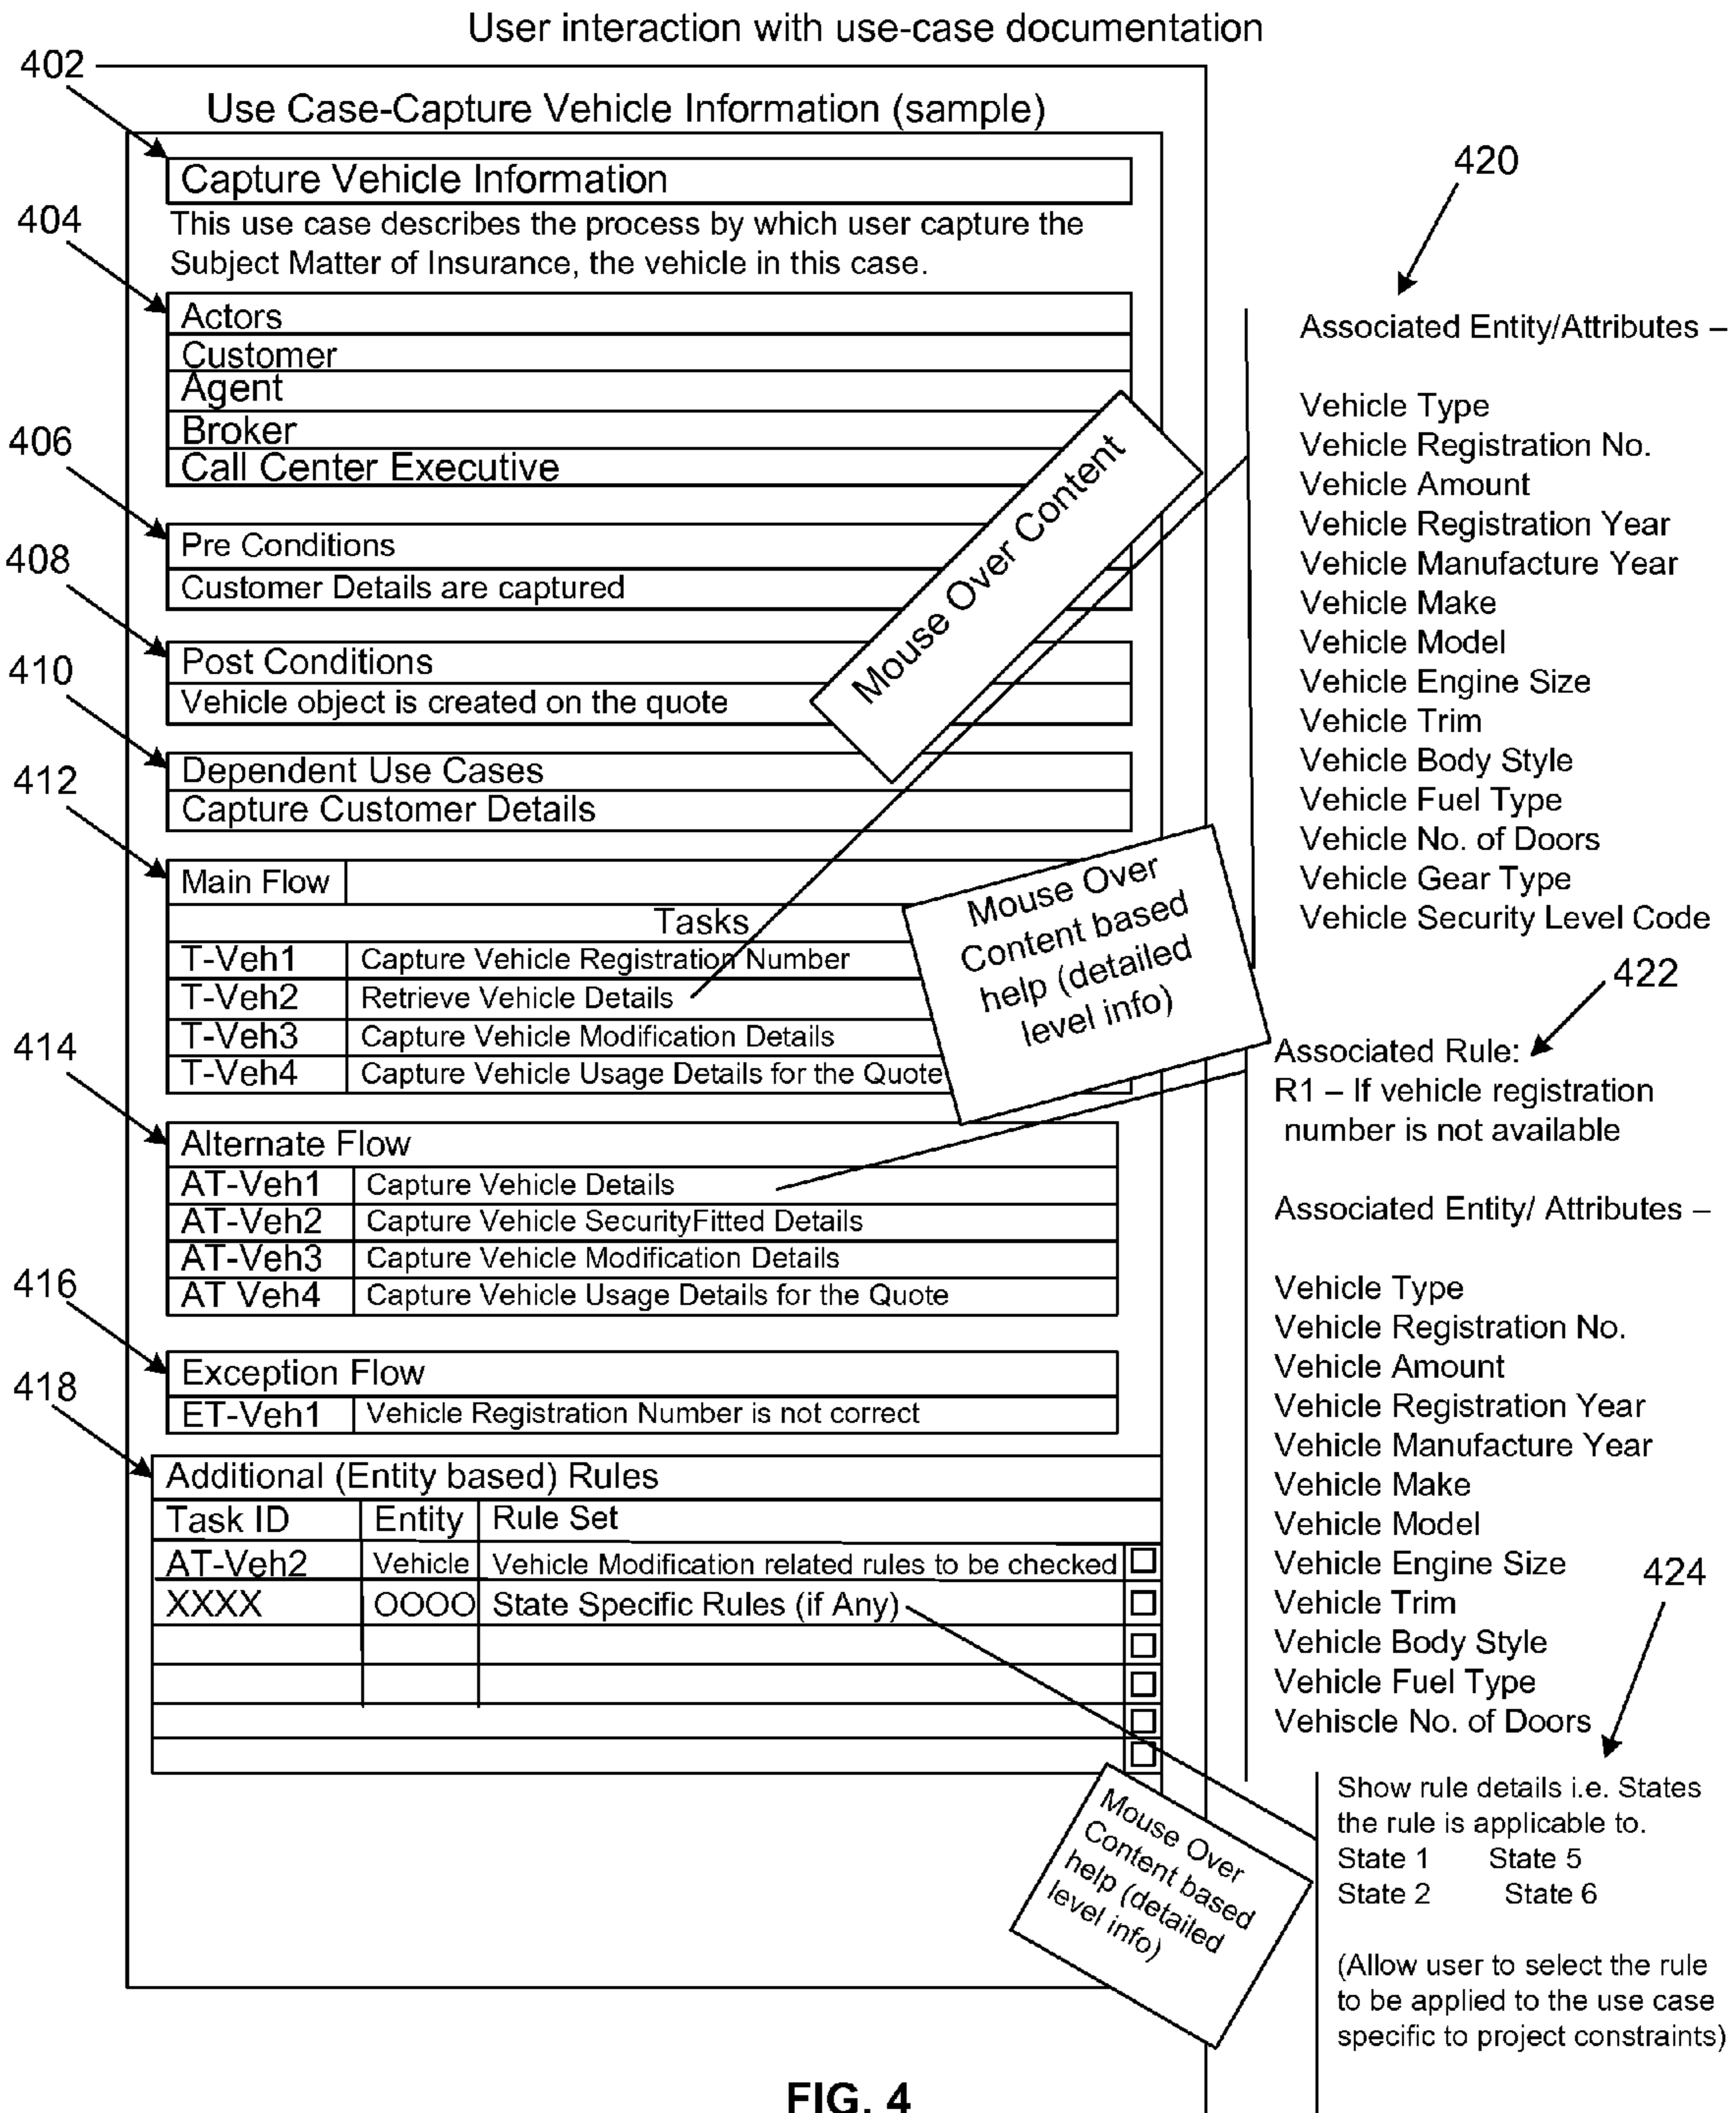 User interaction with use-case documentation
402
Use Case-Capture Vehicle Information (sample)
Capture Vehicle Information
404
This use case describes the process by which user capture the
Subject Matter of Insurance, the vehicle in this case.
Actors
Customer
Agent
Broker
Call Center Executive
406
Pre Conditions
Customer Details are captured
408
Post Conditions
Vehicle object is created on the quote
410
Dependent Use Cases
Capture Customer Details
412
Main Flow
Tasks
T-Veh1 Capture Vehicle Registration Number
T-Veh2 Retrieve Vehicle Details
T-Veh3 Capture Vehicle Modification Details
T-Veh4 Capture Vehicle Usage Details for the Quote
414
Alternate Flow
AT-Veh1 Capture Vehicle Details
AT-Veh2 Capture Vehicle SecurityFitted Details
AT-Veh3 Capture Vehicle Modification Details
AT Veh4 Capture Vehicle Usage Details for the Quote
416
Exception Flow
ET-Veh1 Vehicle Registration Number is not correct
418
Additional (Entity based) Rules
Task ID Entity Rule Set
AT-Veh2 Vehicle Vehicle Modification related rules to be checked
XXXX OOOO State Specific Rules (if Any)
Mouse Over Content
Mouse Over
Content based
help (detailed
level info)
Mouse Over
Content based
help (detailed
level info)
420
Associated Entity/Attributes –
Vehicle Type
Vehicle Registration No.
Vehicle Amount
Vehicle Registration Year
Vehicle Manufacture Year
Vehicle Make
Vehicle Model
Vehicle Engine Size
Vehicle Trim
Vehicle Body Style
Vehicle Fuel Type
Vehicle No. of Doors
Vehicle Gear Type
Vehicle Security Level Code
422
Associated Rule:
R1 – If vehicle registration
number is not available
Associated Entity/ Attributes –
Vehicle Type
Vehicle Registration No.
Vehicle Amount
Vehicle Registration Year
Vehicle Manufacture Year
Vehicle Make
Vehicle Model
Vehicle Engine Size
Vehicle Trim
Vehicle Body Style
Vehicle Fuel Type
Vehiscle No. of Doors
424
Show rule details i.e. States
the rule is applicable to.
State 1 State 5
State 2 State 6
(Allow user to select the rule
to be applied to the use case
specific to project constraints)
FIG. 4